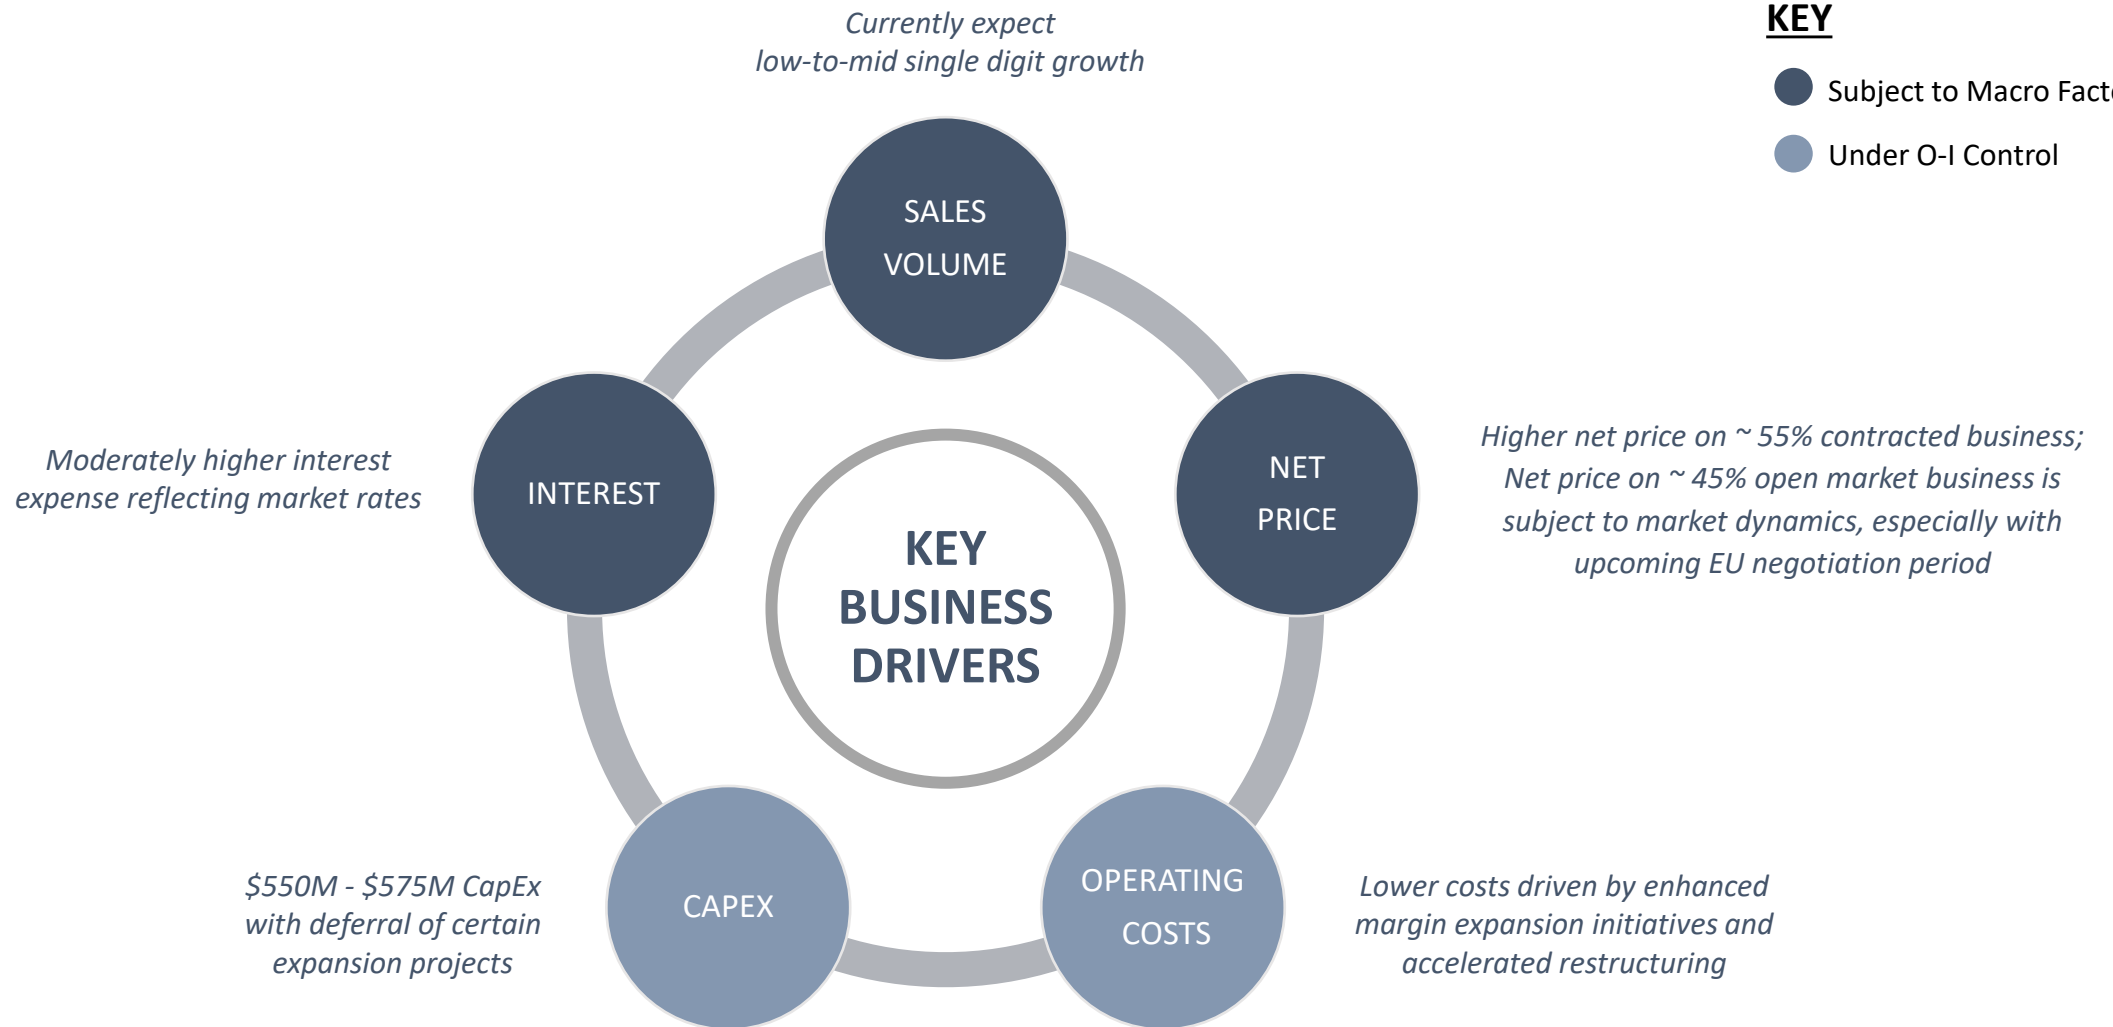 Currently expect
low-to-mid single digit growth
KEY
Subject to Macro
Under O-I Control
SALES
VOLUME
INTEREST
Moderately higher interest
expense reflecting market rates
NET
PRICE
Higher net price on ~ 55% contracted business;
Net price on ~ 45% open market business is
subject to market dynamics, especially with
upcoming EU negotiation period
KEY
BUSINESS
DRIVERS
CAPEX
$550M - $575M CapEx
with deferral of certain
expansion projects
OPERATING
COSTS
Lower costs driven by enhanced
margin expansion initiatives and
accelerated restructuring